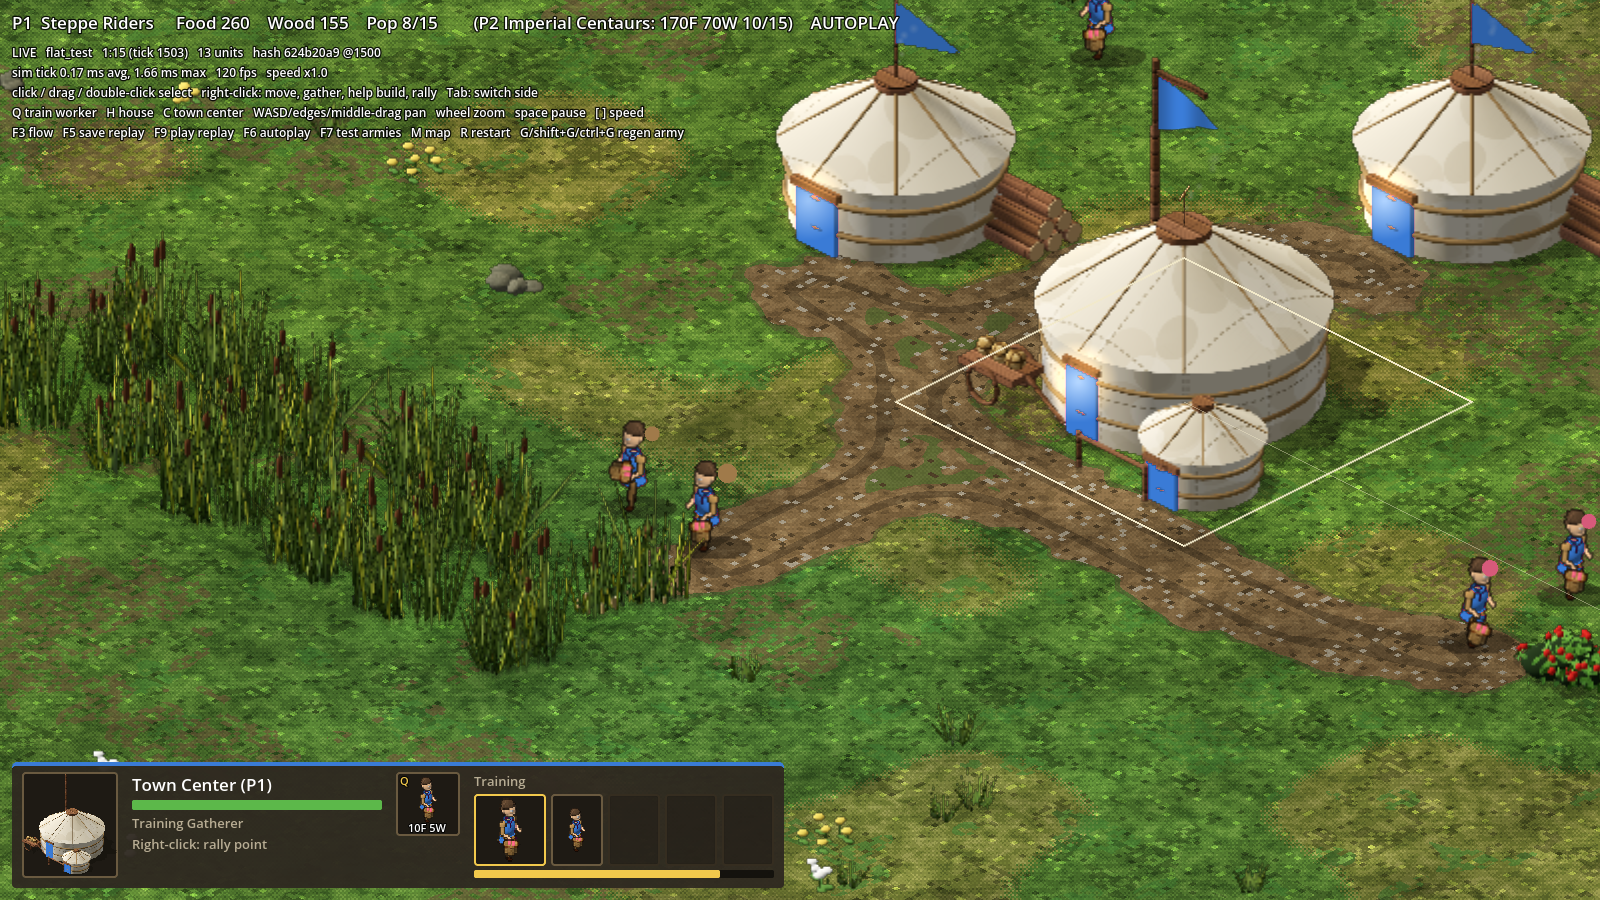 P1 Steppe Riders Food 260 Wood 155 Pop 8/15 (P2 Imperial Centaurs: 170F 70W 10/15) AUTOPLAY
LIVE flat_test 1:15 (tick 1503) 13 units hash 624b20a9 @1500
sim tick 0.17 ms avg, 1.66 ms max 120 fps speed x1.0
click / drag / double-click select right-click: move, gather, help build, rally Tab: switch side
Q train worker H house C town center WASD/edges/middle-drag pan wheel zoom space pause [ ] speed
F3 flow F5 save replay F9 play replay F6 autoplay F7 test armies M map R restart G/shift+G/ctrl+G regen army
Town Center (P1)
Training Gatherer
Right-click: rally point
Q
10F 5W
Training